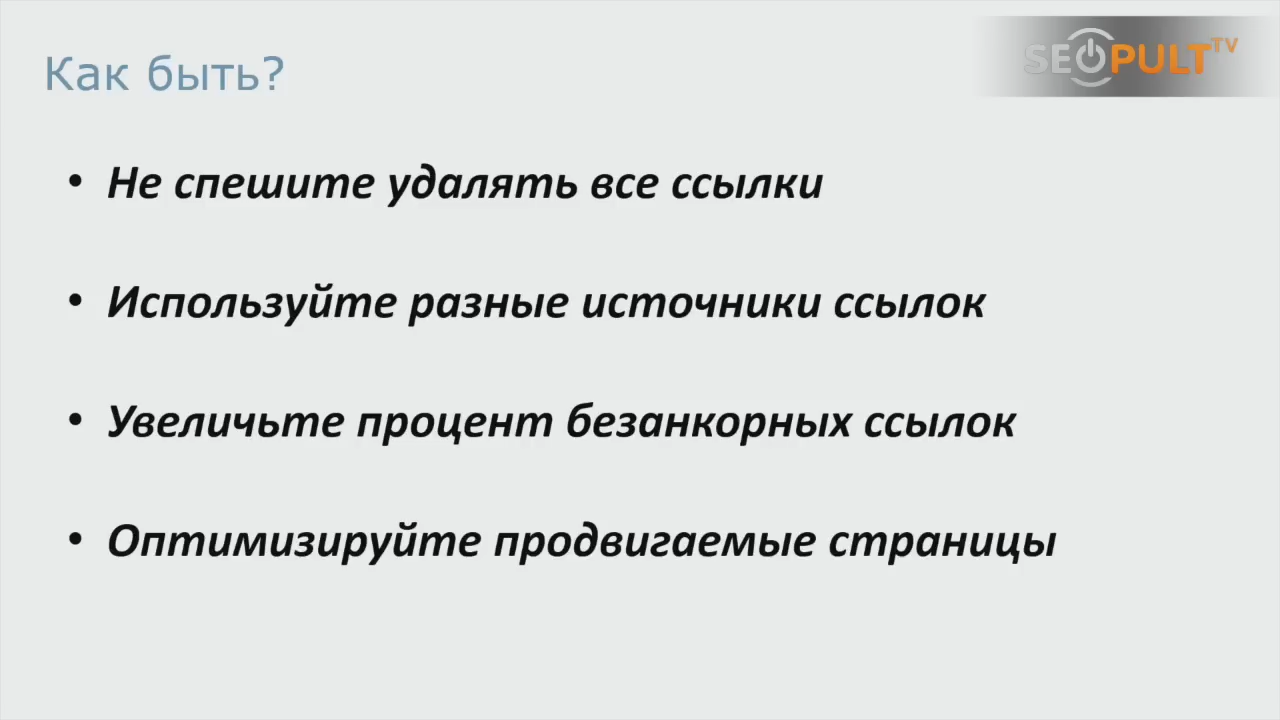 Как быть?
SEOPULT TV
• Не спешите удалять все ссылки
• Используйте разные источники ссылок
• Увеличьте процент безанкорных ссылок
• Оптимизируйте продвигаемые страницы